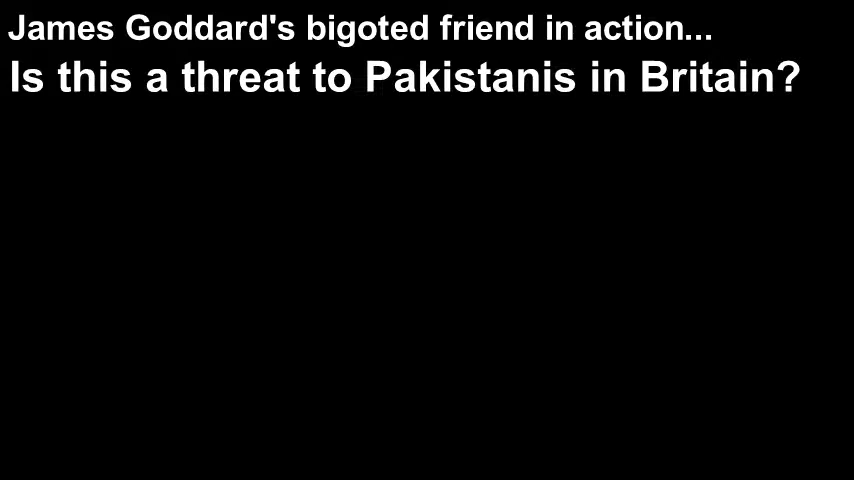 James Goddard's bigoted friend in action...
Is this a threat to Pakistanis in Britain?